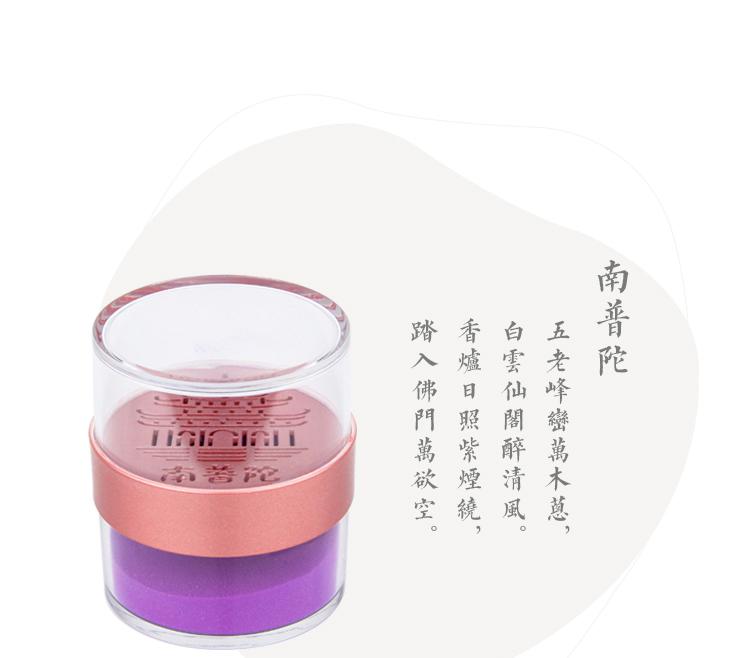 南普陀
五老峰巒萬木蔥，
白雲仙閣醉清風。
香爐日照紫煙繞，
踏入佛門萬欲空。
南普陀